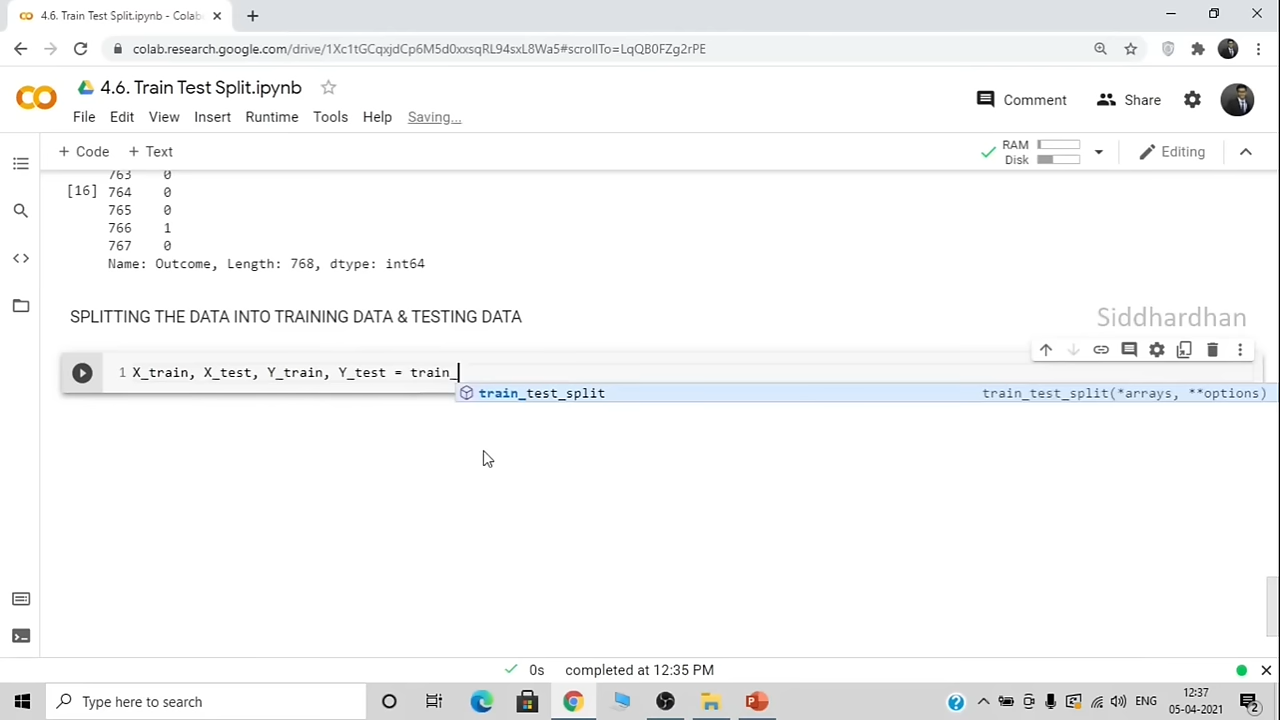 4.6. Train Test Split.ipynb - Colab
colab.research.google.com/drive/1Xc1tGCqxjdCp6M5d0xxsqRL94sxL8Wa5#scrollTo=LqQB0FZg2rPE
4.6. Train Test Split.ipynb
Comment
Share
File Edit View Insert Runtime Tools Help Saving...
+ Code + Text
RAM
Disk
Editing
763 0
[16] 764 0
765 0
766 1
767 0
Name: Outcome, Length: 768, dtype: int64
SPLITTING THE DATA INTO TRAINING DATA & TESTING DATA
Siddhardhan
1 X_train, X_test, Y_train, Y_test = train_
train_test_split train_test_split(*arrays, **options)
0s completed at 12:35 PM
Type here to search
ENG
12:37
05-04-2021
2